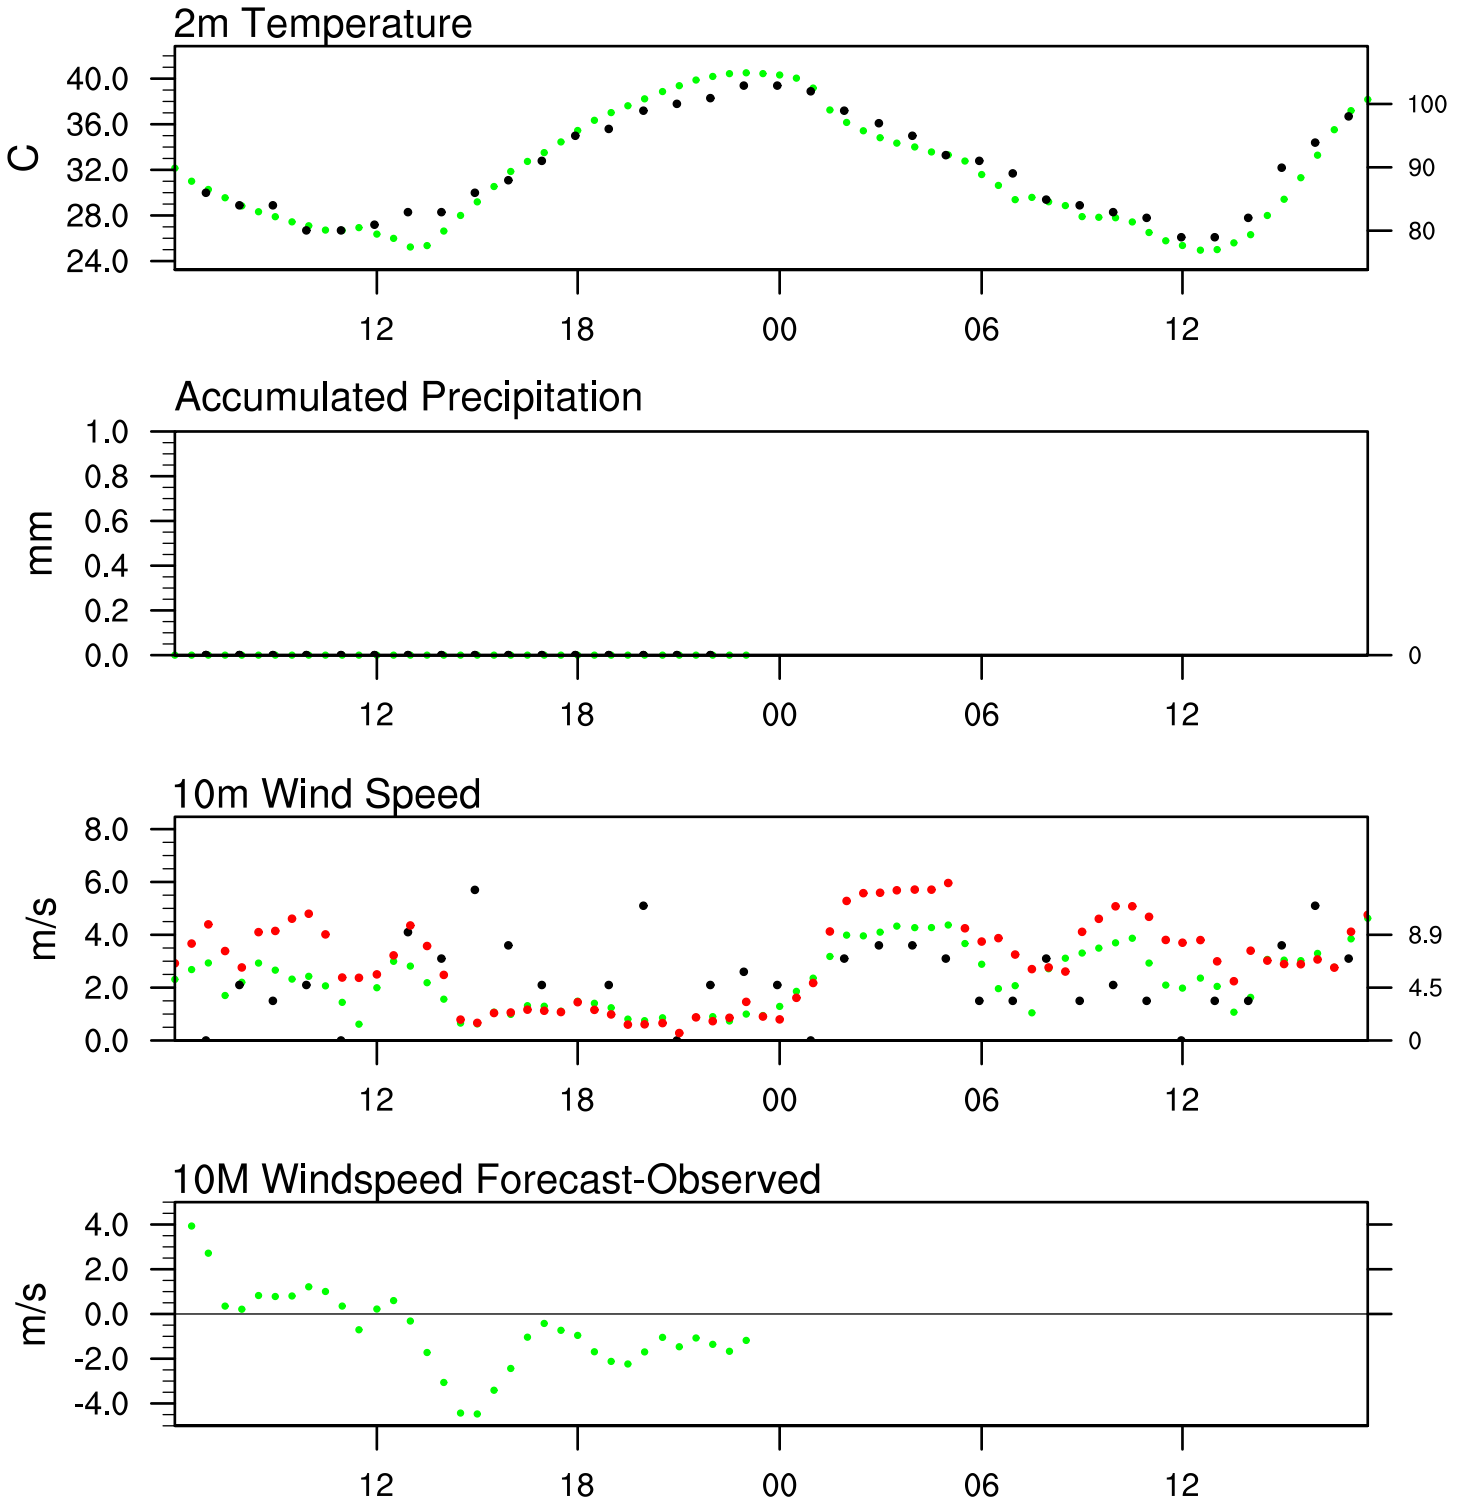 2m Temperature
40.0
36.0
32.0
28.0
24.0
C
100
90
80
12 18 00 06 12
Accumulated Precipitation
1.0
0.8
0.6
0.4
0.2
0.0
mm
0
12 18 00 06 12
10m Wind Speed
8.0
6.0
4.0
2.0
0.0
m/s
8.9
4.5
0
12 18 00 06 12
10M Windspeed Forecast-Observed
4.0
2.0
0.0
-2.0
-4.0
m/s
12 18 00 06 12